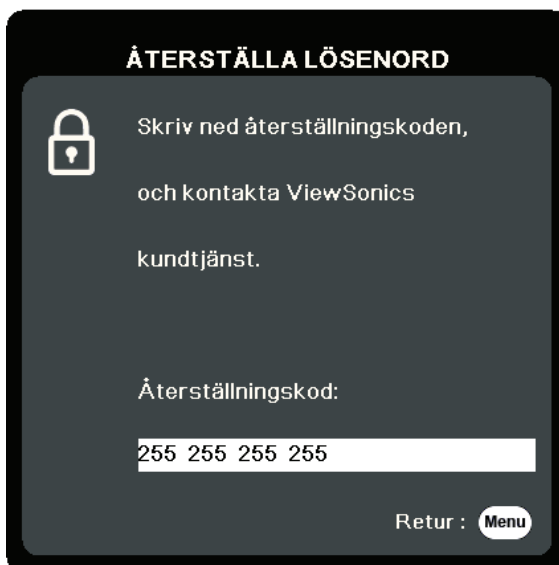 ÅTERSTÄLLA LÖSENORD
Skriv ned återställningskoden,
och kontakta ViewSonics
kundtjänst.
Återställningskod:
255 255 255 255
Retur : Menu